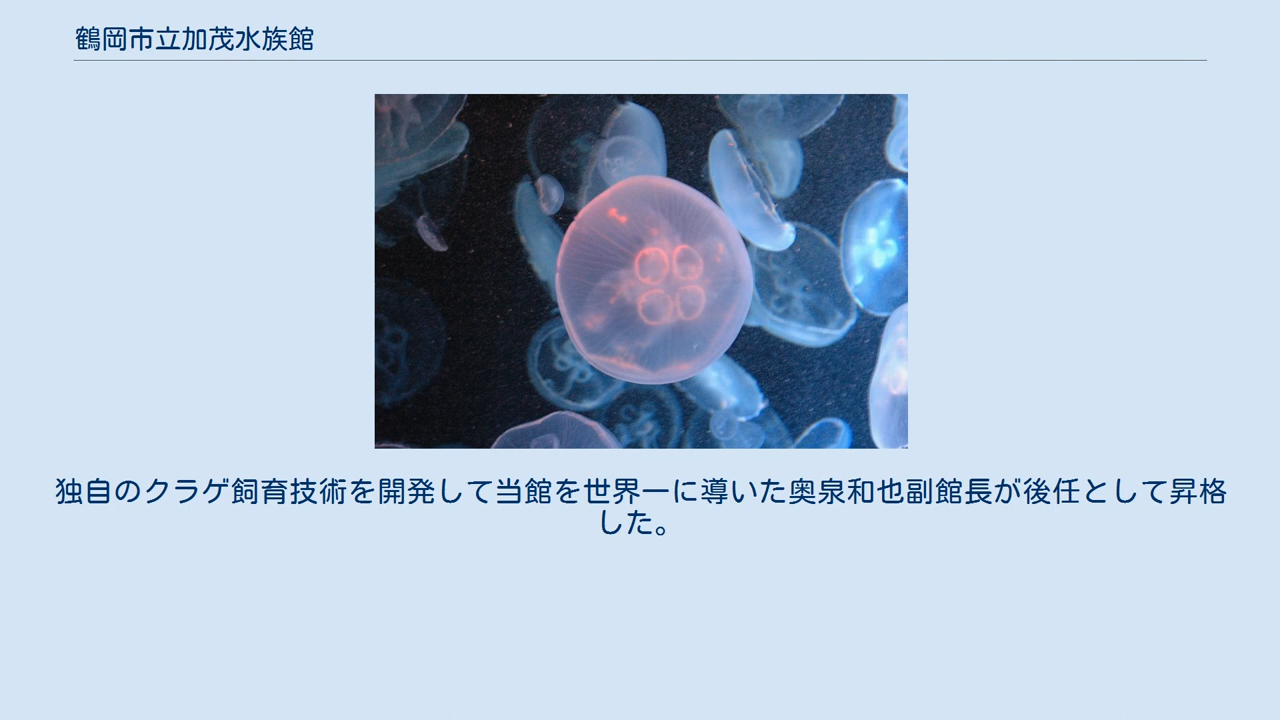 鶴岡市立加茂水族館
独自のクラゲ飼育技術を開発して当館を世界一に導いた奥泉和也副館長が後任として昇格
した。